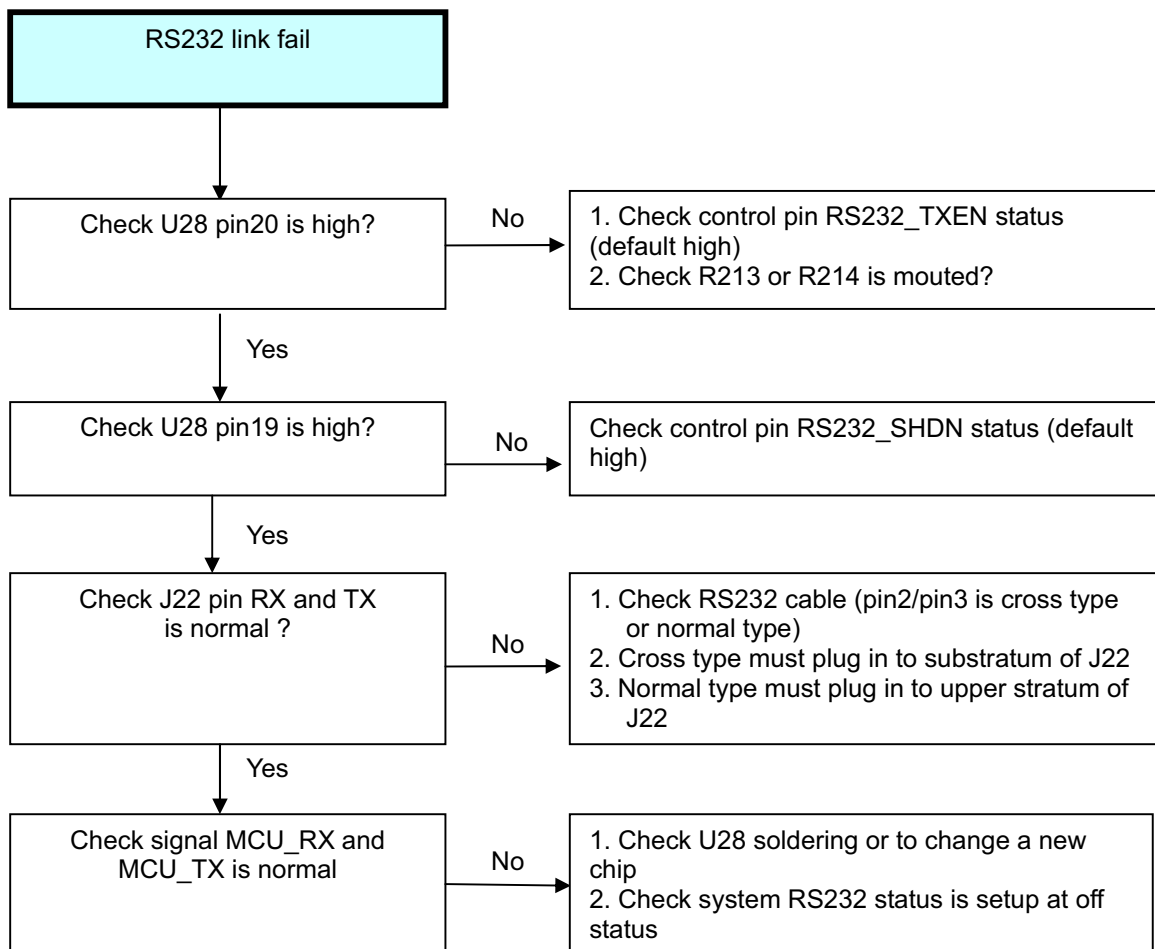 RS232 link fail
Check U28 pin20 is high?
No
1. Check control pin RS232_TXEN status
(default high)
2. Check R213 or R214 is mouted?
Yes
Check U28 pin19 is high?
No
Check control pin RS232_SHDN status (default
high)
Yes
Check J22 pin RX and TX
is normal ?
No
1. Check RS232 cable (pin2/pin3 is cross type
or normal type)
2. Cross type must plug in to substratum of J22
3. Normal type must plug in to upper stratum of
J22
Yes
Check signal MCU_RX and
MCU_TX is normal
No
1. Check U28 soldering or to change a new
chip
2. Check system RS232 status is setup at off
status